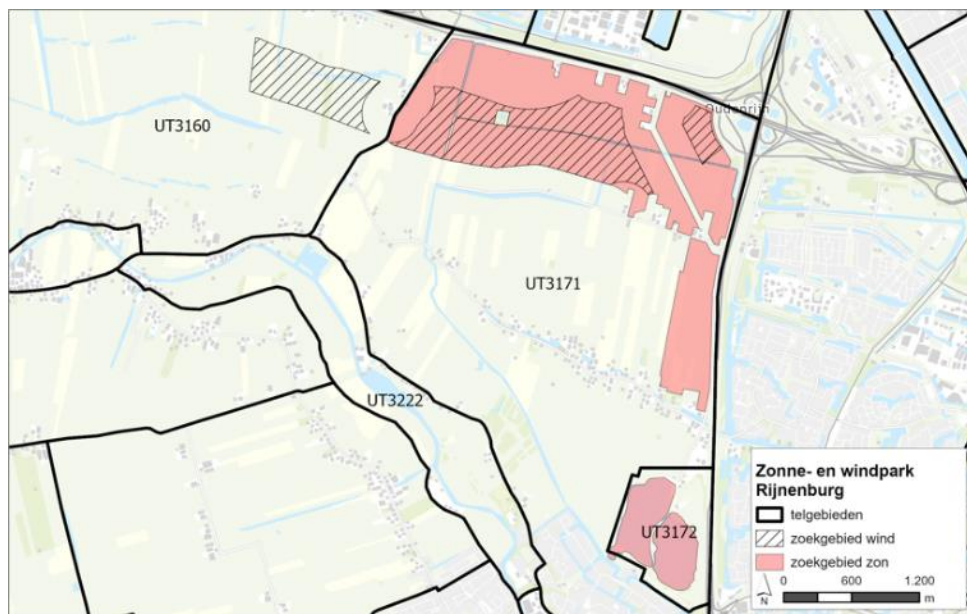 Oudenrijn
UT3160
UT3171
UT3222
UT3172
Zonne- en windpark
Rijnenburg
telgebieden
zoekgebied wind
zoekgebied zon
0 600 1.200
N m